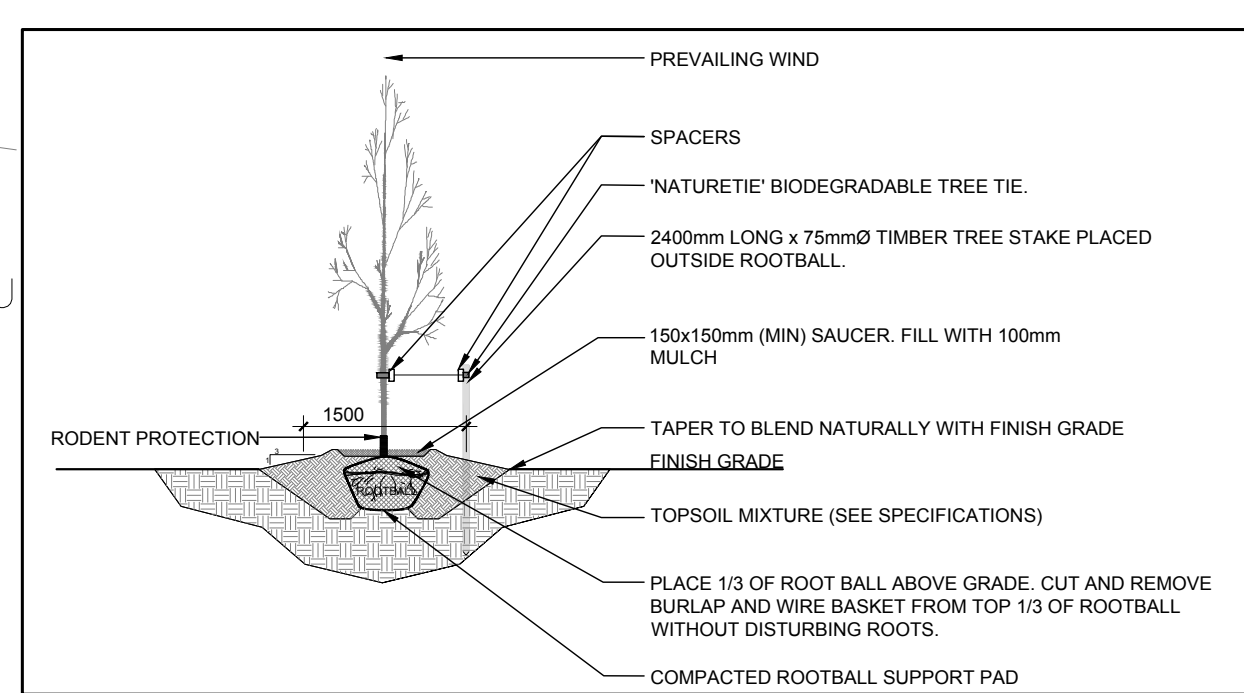 PREVAILING WIND
SPACERS
'NATURETIE' BIODEGRADABLE TREE TIE.
2400mm LONG x 75mmØ TIMBER TREE STAKE PLACED
OUTSIDE ROOTBALL.
150x150mm (MIN) SAUCER. FILL WITH 100mm
MULCH
1500
RODENT PROTECTION
TAPER TO BLEND NATURALLY WITH FINISH GRADE
3
1
FINISH GRADE
ROOTBALL
TOPSOIL MIXTURE (SEE SPECIFICATIONS)
PLACE 1/3 OF ROOT BALL ABOVE GRADE. CUT AND REMOVE
BURLAP AND WIRE BASKET FROM TOP 1/3 OF ROOTBALL
WITHOUT DISTURBING ROOTS.
COMPACTED ROOTBALL SUPPORT PAD